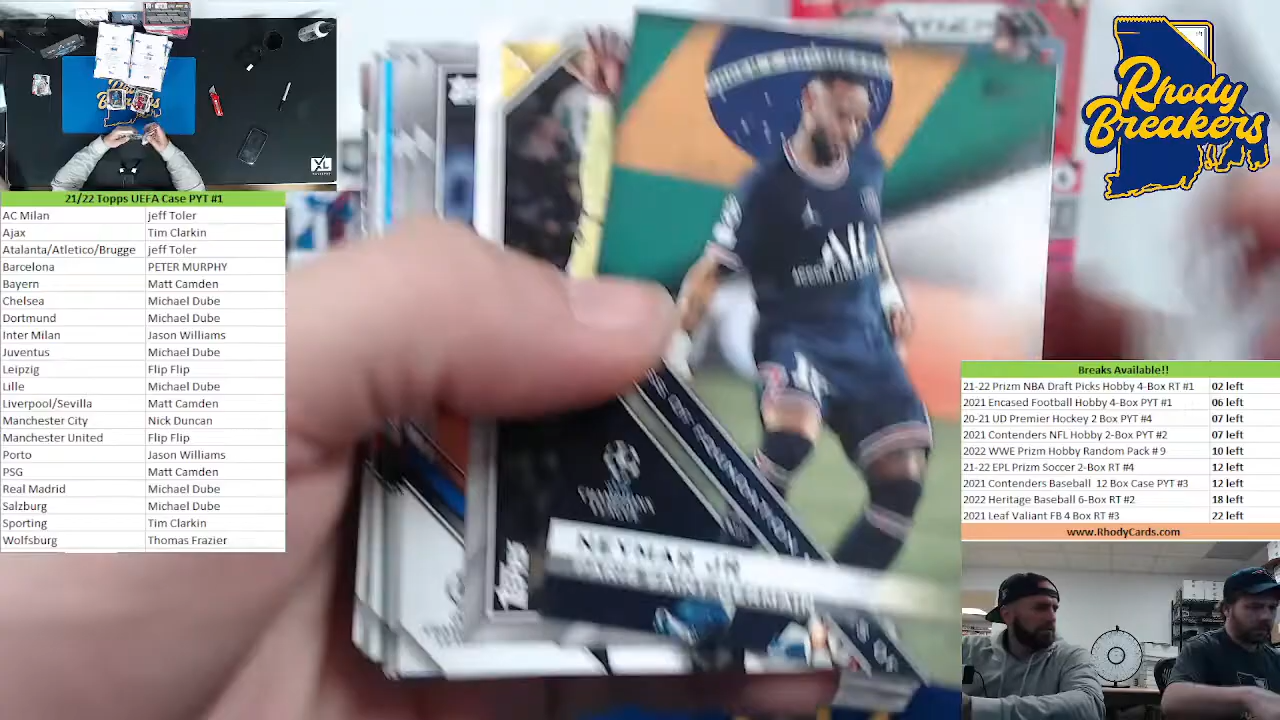 21/22 Topps UEFA Case PYT #1
AC Milan jeff Toler
Ajax Tim Clarkin
Atalanta/Atletico/Brugge jeff Toler
Barcelona PETER MURPHY
Bayern Matt Camden
Chelsea Michael Dube
Dortmund Michael Dube
Inter Milan Jason Williams
Juventus Michael Dube
Leipzig Flip Flip
Lille Michael Dube
Liverpool/Sevilla Matt Camden
Manchester City Nick Duncan
Manchester United Flip Flip
Porto Jason Williams
PSG Matt Camden
Real Madrid Michael Dube
Salzburg Michael Dube
Sporting Tim Clarkin
Wolfsburg Thomas Frazier
NEYMAR JR
Rhody
Breakers
Breaks Available!!
21-22 Prizm NBA Draft Picks Hobby 4-Box RT #1 02 left
2021 Encased Football Hobby 4-Box PYT #1 06 left
20-21 UD Premier Hockey 2 Box PYT #4 07 left
2021 Contenders NFL Hobby 2-Box PYT #2 07 left
2022 WWE Prizm Hobby Random Pack # 9 10 left
21-22 EPL Prizm Soccer 2-Box RT #4 12 left
2021 Contenders Baseball 12 Box Case PYT #3 12 left
2022 Heritage Baseball 6-Box RT #2 18 left
2021 Leaf Valiant FB 4 Box RT #3 22 left
www.RhodyCards.com